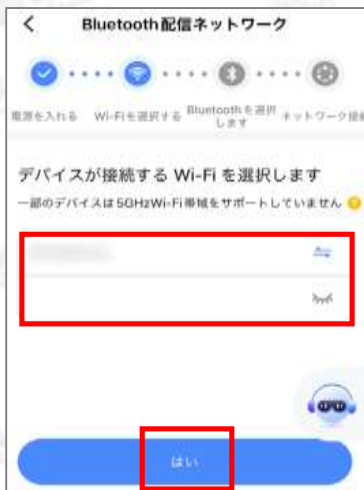 Bluetooth配信ネットワーク
電源を入れる
Wi-Fiを選択する
Bluetoothを選択
します
ネットワーク接続
デバイスが接続する Wi-Fi を選択します
一部のデバイスは5GHzWi-Fi帯域をサポートしていません
はい